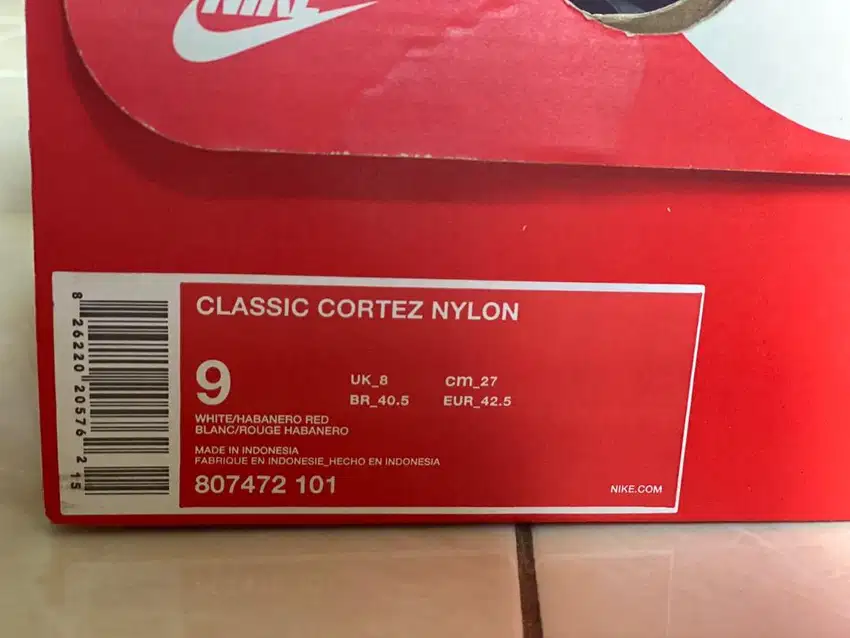 NIKE
CLASSIC CORTEZ NYLON
9
UK_8 cm_27
BR_40.5 EUR_42.5
WHITE/HABANERO RED
BLANC/ROUGE HABANERO
MADE IN INDONESIA
FABRIQUE EN INDONESIE_HECHO EN INDONESIA
807472 101
NIKE.COM
8 26220 20576 2 15